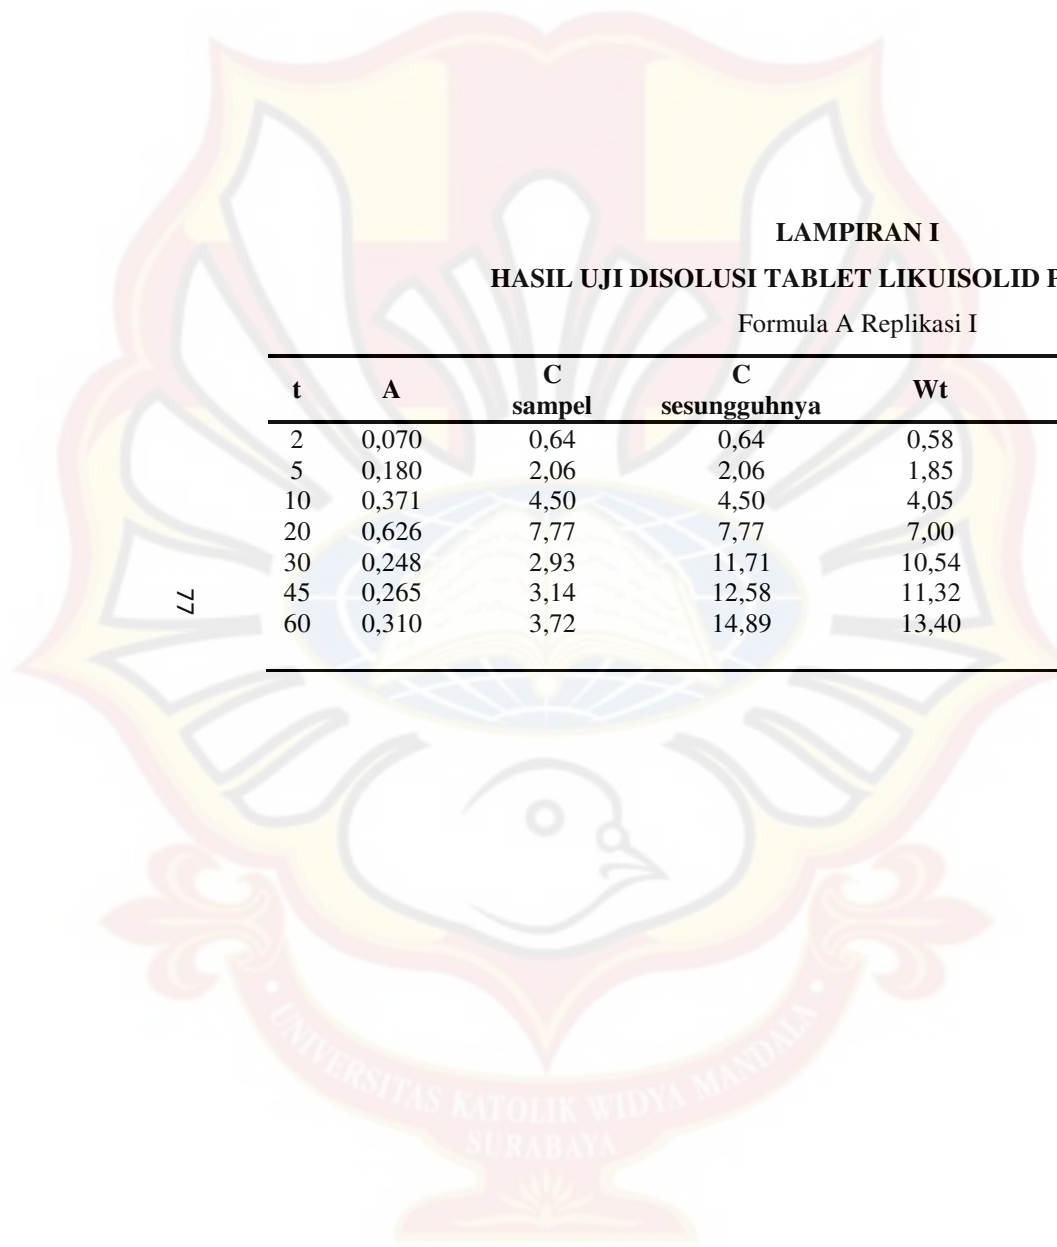 LAMPIRAN I
HASIL UJI DISOLUSI TABLET LIKUISOLID
Formula A Replikasi I
t A C sampel C sesungguhnya Wt
2 0,070 0,64 0,64 0,58
5 0,180 2,06 2,06 1,85
10 0,371 4,50 4,50 4,05
20 0,626 7,77 7,77 7,00
30 0,248 2,93 11,71 10,54
45 0,265 3,14 12,58 11,32
60 0,310 3,72 14,89 13,40
77
UNIVERSITAS KATOLIK WIDYA MANDALA
SURABAYA